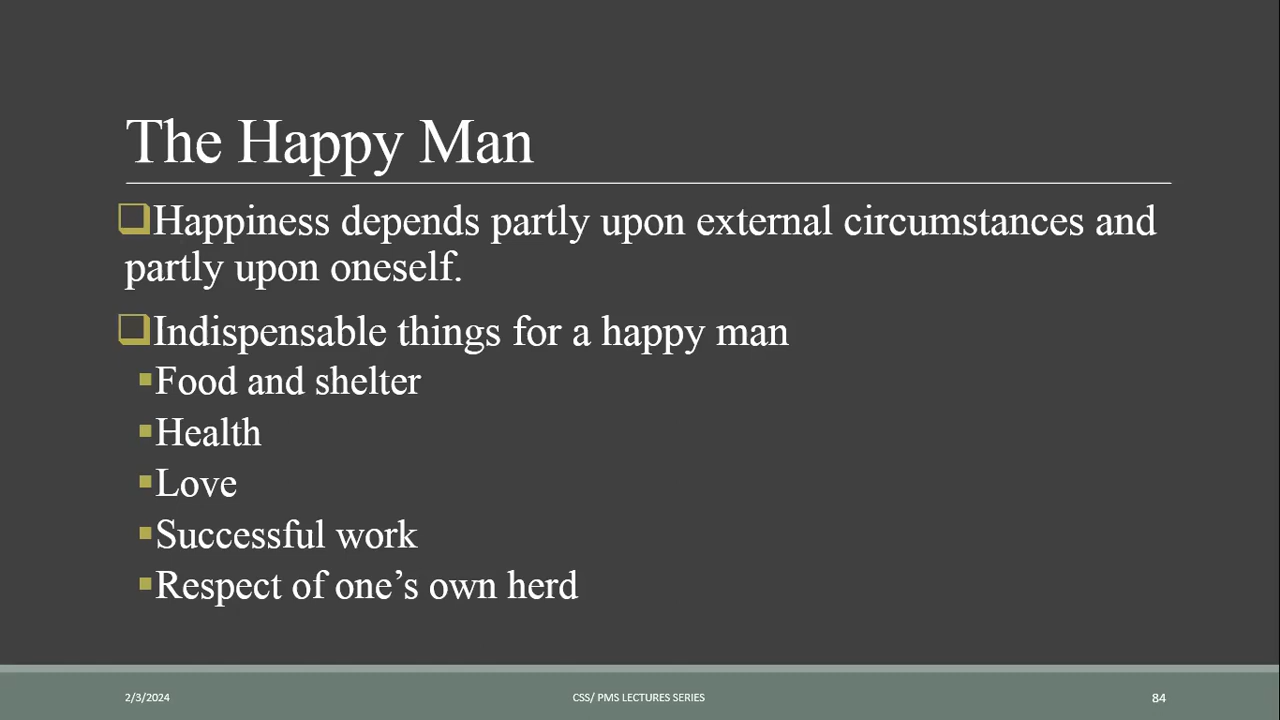 The Happy Man
❑Happiness depends partly upon external circumstances and
partly upon oneself.
❑Indispensable things for a happy man
▪Food and shelter
▪Health
▪Love
▪Successful work
▪Respect of one’s own herd
2/3/2024
CSS/ PMS LECTURES SERIES
84